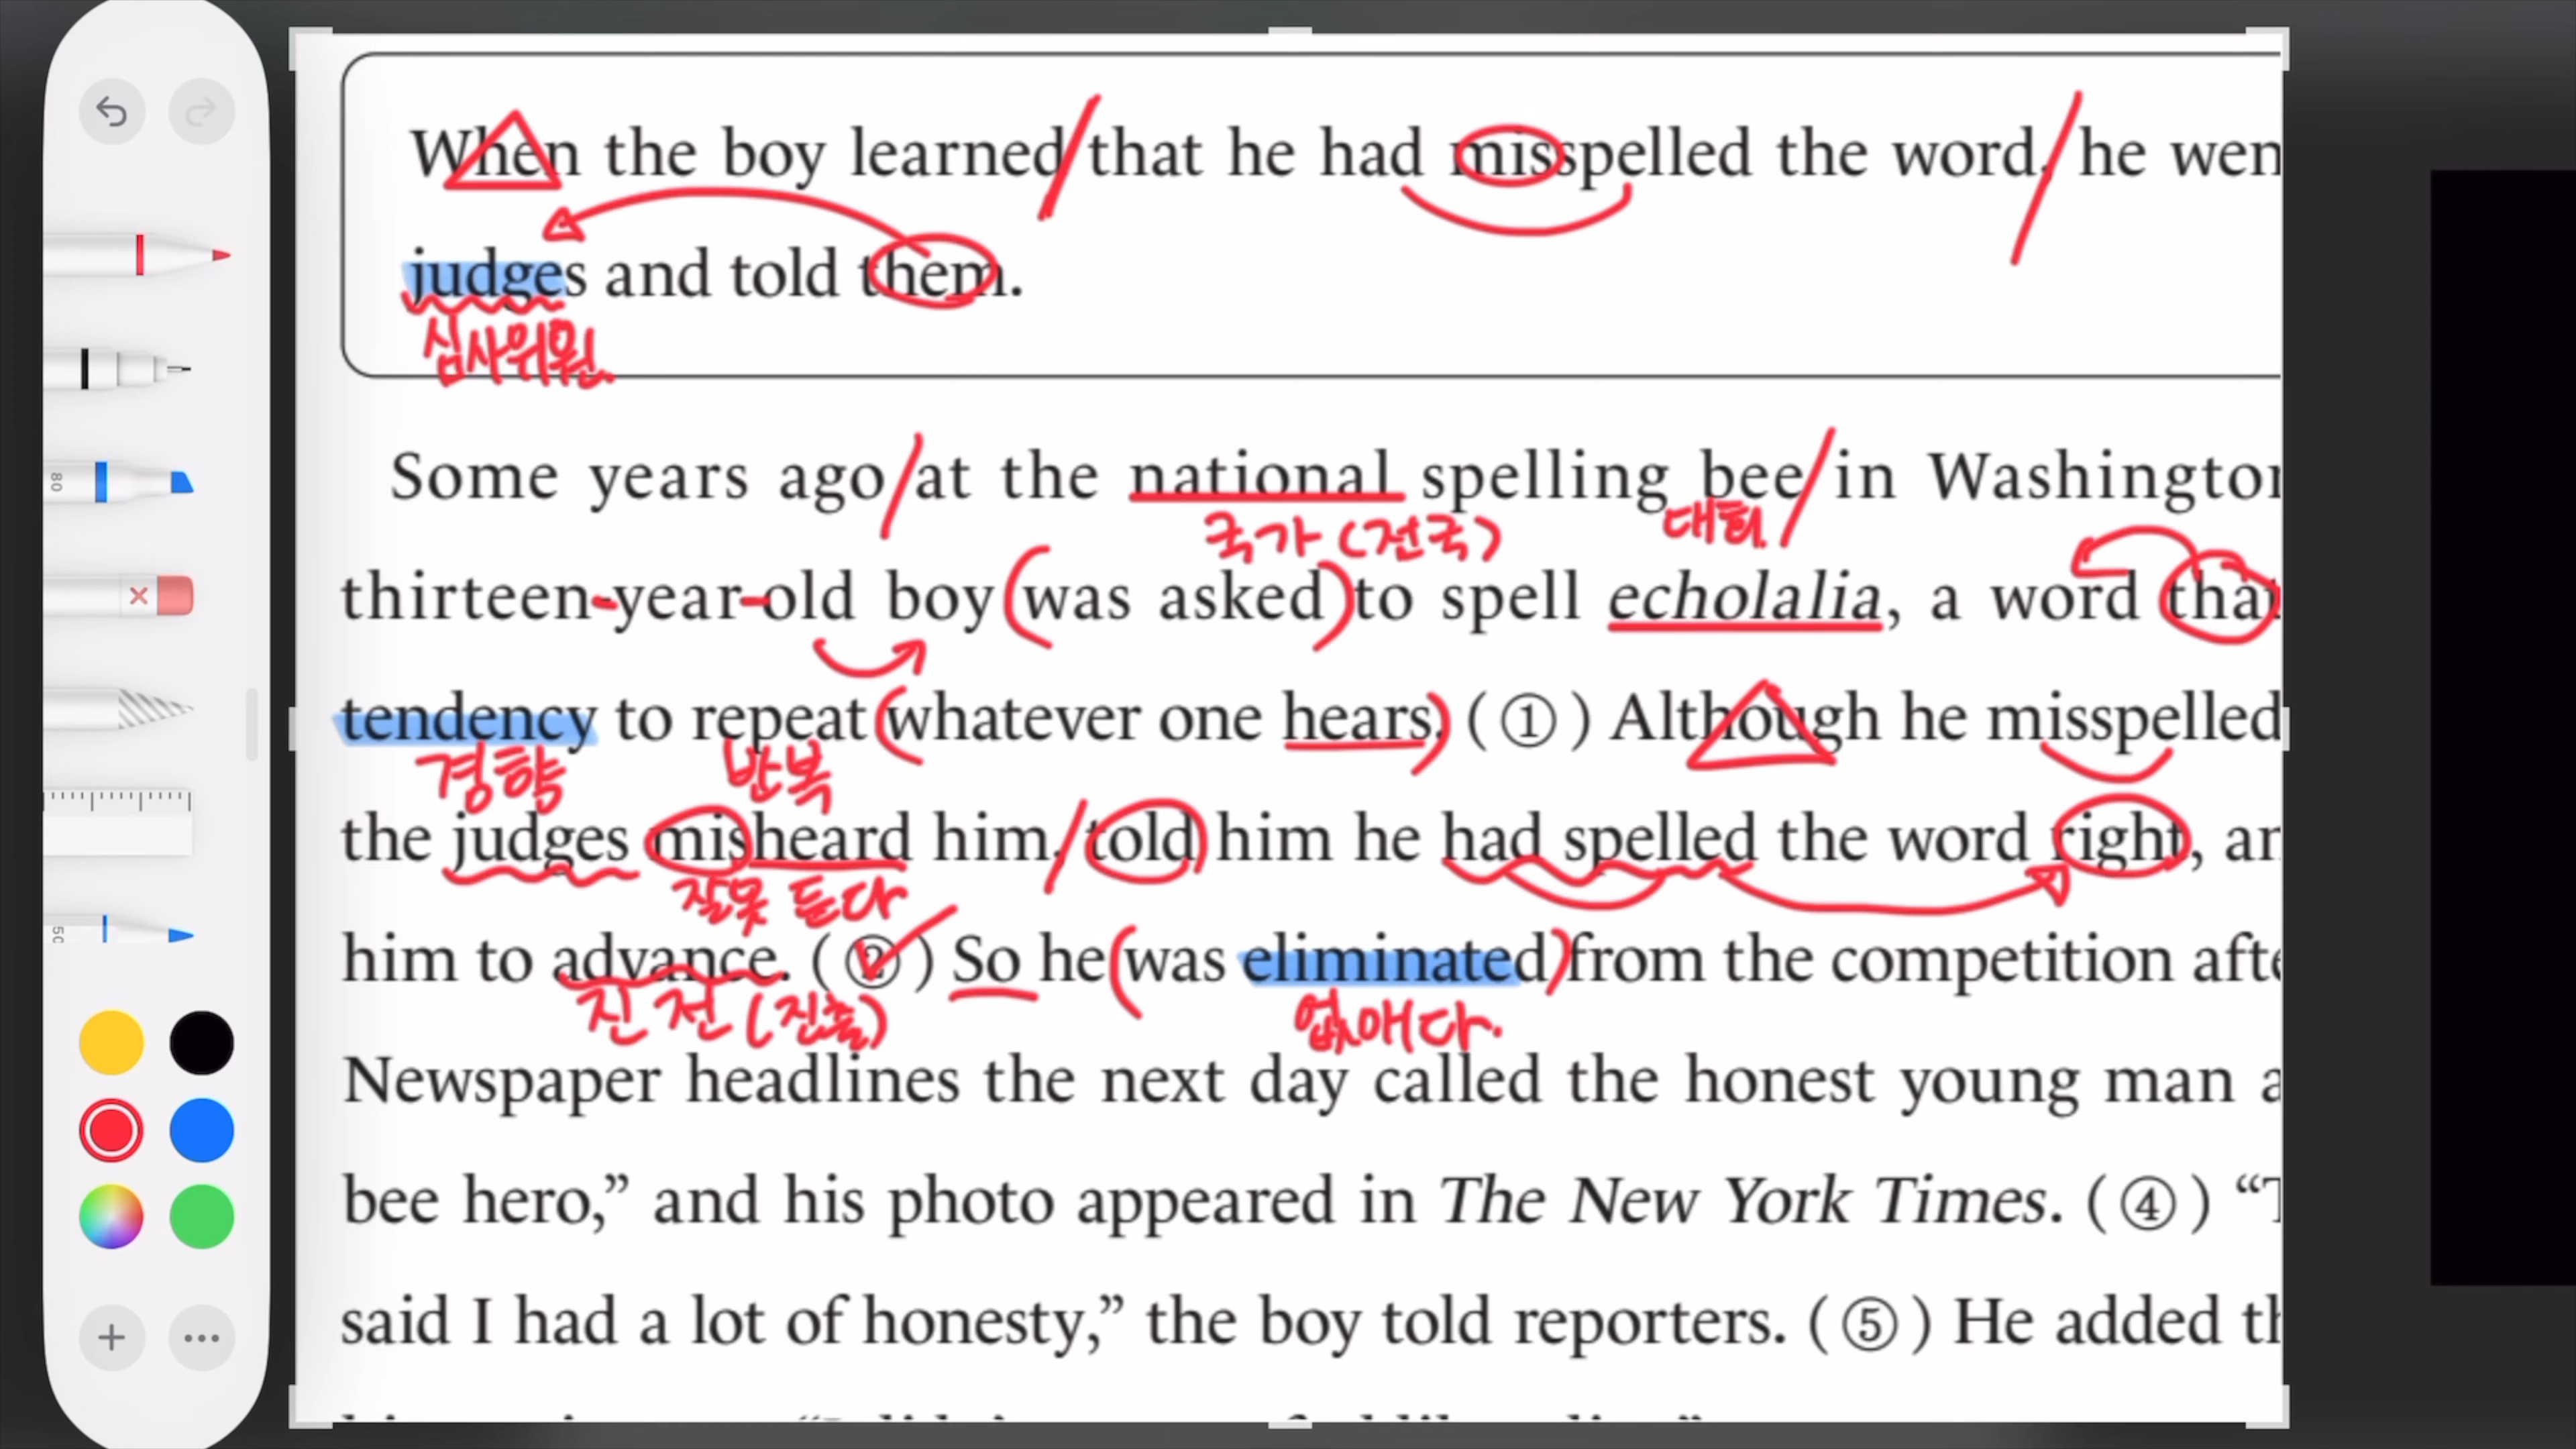 When the boy learned that he had misspelled the word, he wen
judges and told them.
심사위원.
Some years ago at the national spelling bee in Washington
국가 (전국) 대회.
thirteen-year-old boy was asked to spell echolalia, a word that
tendency to repeat whatever one hears. (①) Although he misspelled
경향 반복
the judges misheard him, told him he had spelled the word right, an
잘못 듣다
him to advance. (②) So he was eliminated from the competition afte
진전 (진출) 없애다.
Newspaper headlines the next day called the honest young man a
bee hero,” and his photo appeared in The New York Times. (④) “T
said I had a lot of honesty,” the boy told reporters. (⑤) He added th
80
50